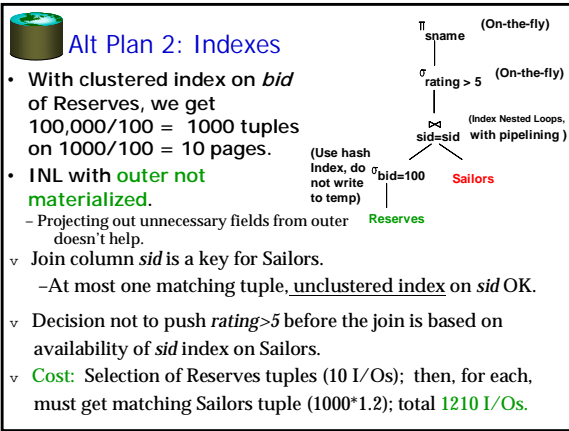 Alt Plan 2: Indexes
• With clustered index on bid
of Reserves, we get
100,000/100 = 1000 tuples
on 1000/100 = 10 pages.
• INL with outer not
materialized.
– Projecting out unnecessary fields from outer
doesn't help.
v Join column sid is a key for Sailors.
–At most one matching tuple, unclustered index on sid OK.
v Decision not to push rating>5 before the join is based on
availability of sid index on Sailors.
v Cost: Selection of Reserves tuples (10 I/Os); then, for each,
must get matching Sailors tuple (1000*1.2); total 1210 I/Os.
π sname (On-the-fly)
σ rating > 5 (On-the-fly)
⋈ sid=sid (Index Nested Loops,
with pipelining )
(Use hash
Index, do
not write
to temp)
σ bid=100
Sailors
Reserves